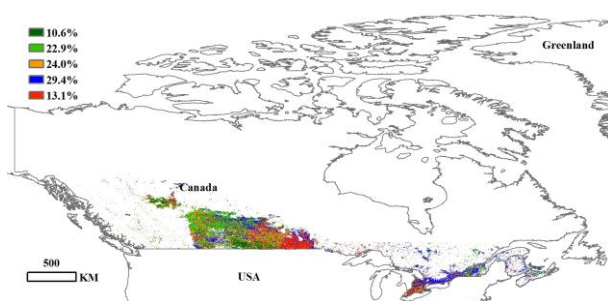 10.6%
22.9%
24.0%
29.4%
13.1%
Greenland
Canada
500
KM
USA